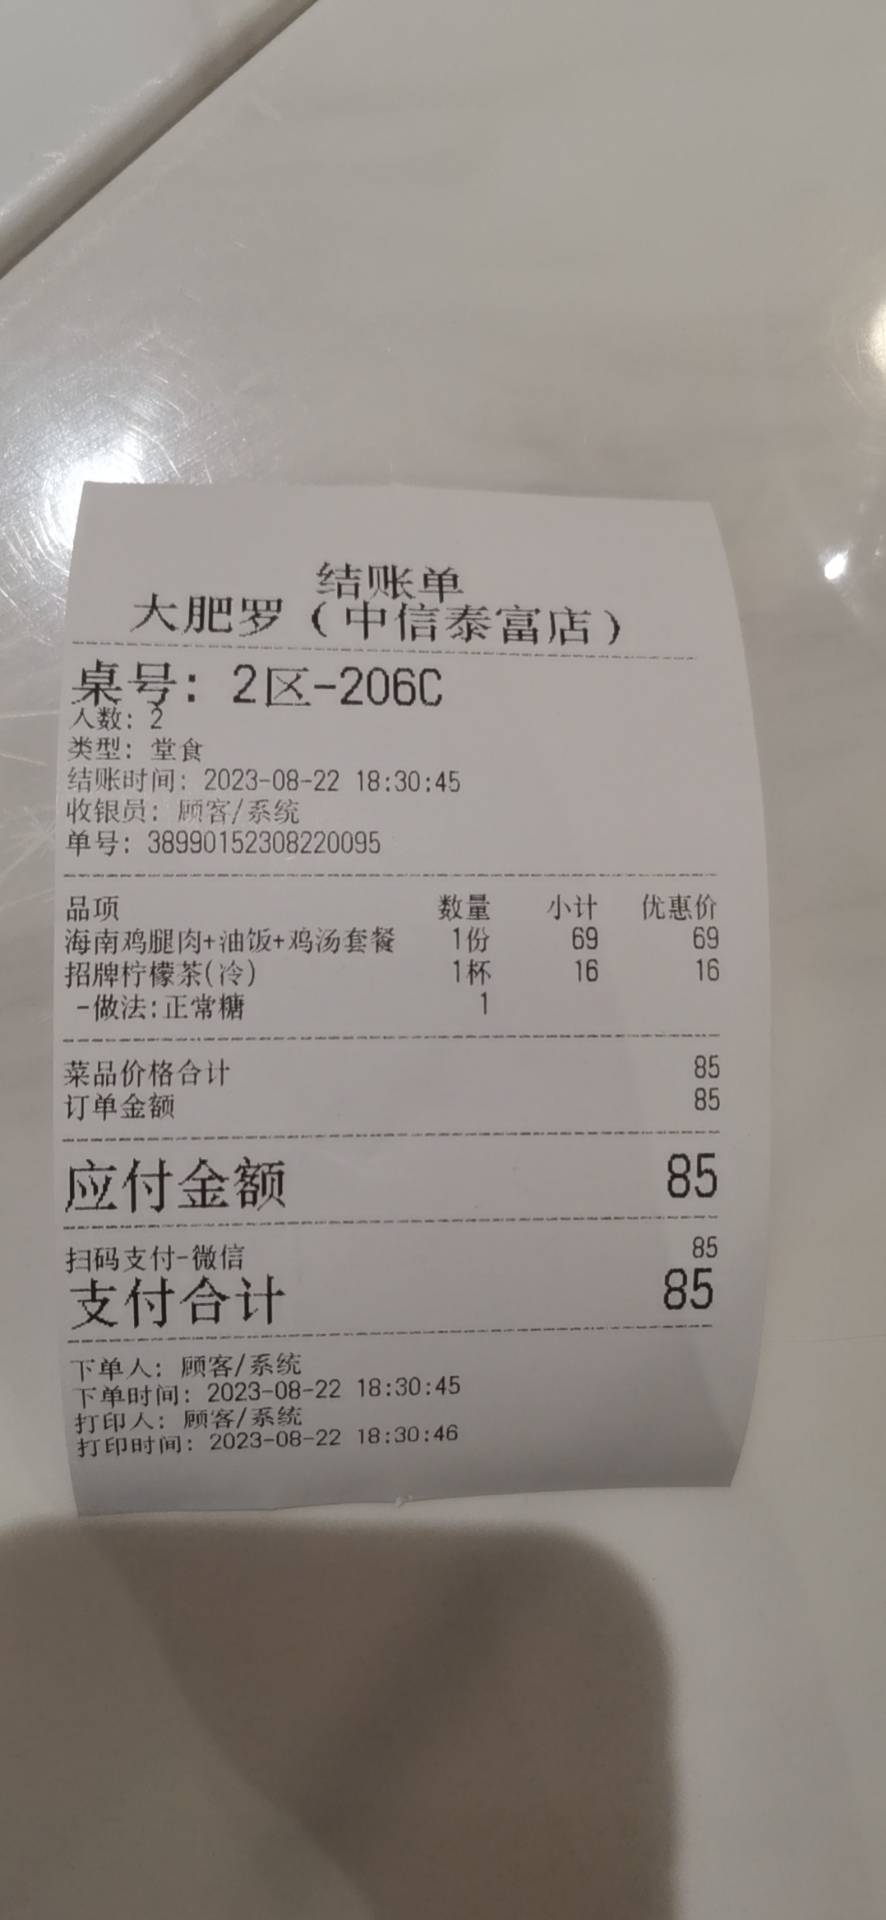 结账单
大肥罗（中信泰富店）
桌号: 2区-206C
人数: 2
类型: 堂食
结账时间: 2023-08-22 18:30:45
收银员: 顾客/系统
单号: 38990152308220095
品项 数量 小计 优惠价
海南鸡腿肉+油饭+鸡汤套餐 1份 69 69
招牌柠檬茶(冷) 1杯 16 16
-做法:正常糖 1
菜品价格合计 85
订单金额 85
应付金额 85
扫码支付-微信 85
支付合计 85
下单人: 顾客/系统
下单时间: 2023-08-22 18:30:45
打印人: 顾客/系统
打印时间: 2023-08-22 18:30:46